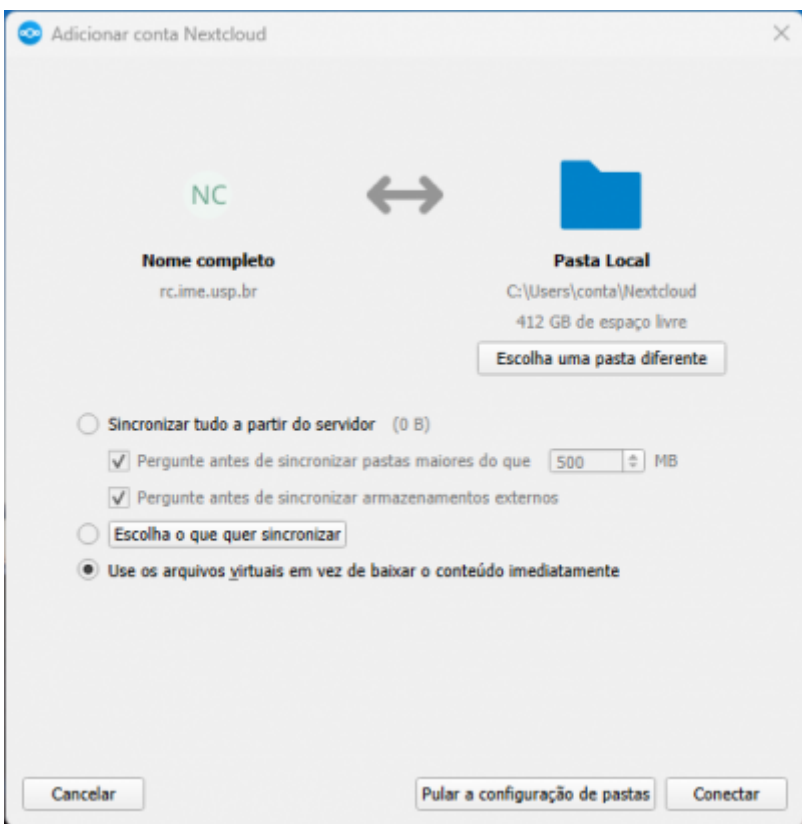 Adicionar conta Nextcloud
NC
Nome completo
rc.ime.usp.br
Pasta Local
C:\Users\conta\Nextcloud
412 GB de espaço livre
Escolha uma pasta diferente
Sincronizar tudo a partir do servidor (0 B)
Pergunte antes de sincronizar pastas maiores do que 500 MB
Pergunte antes de sincronizar armazenamentos externos
Escolha o que quer sincronizar
Use os arquivos virtuais em vez de baixar o conteúdo imediatamente
Cancelar Pular a configuração de pastas Conectar